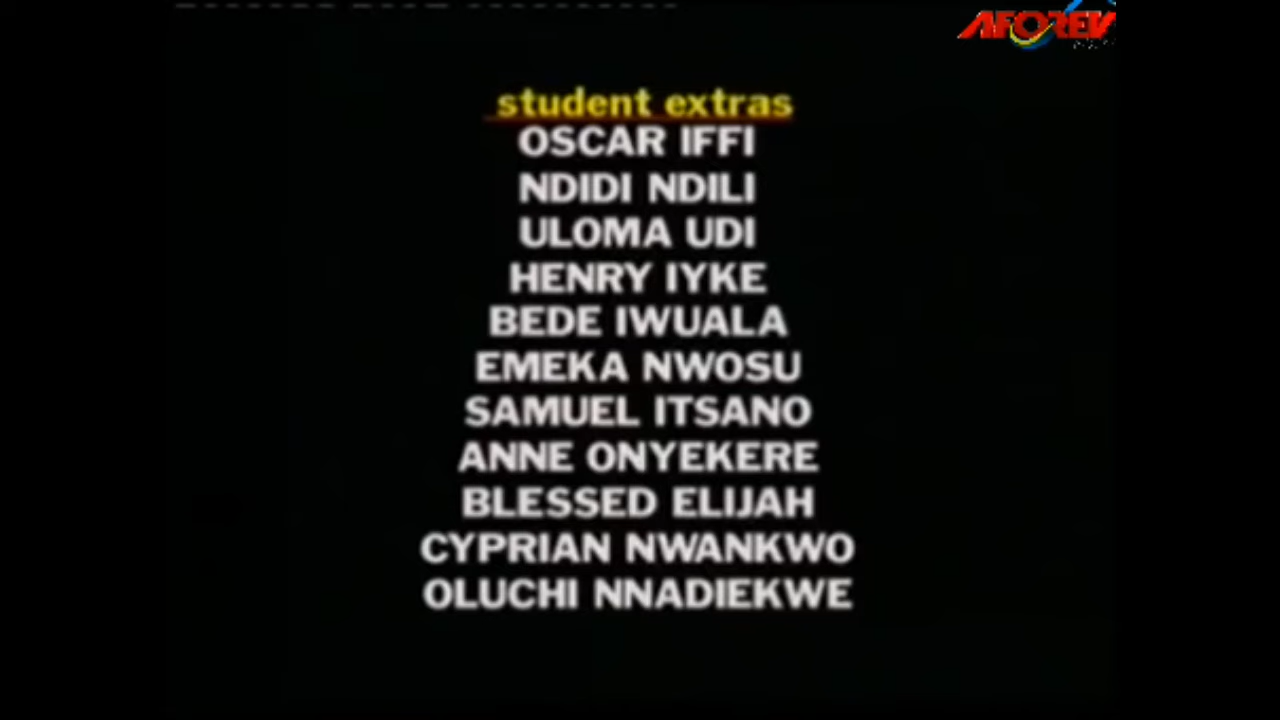 AFOREV
student extras
OSCAR IFFI
NDIDI NDILI
ULOMA UDI
HENRY IYKE
BEDE IWUALA
EMEKA NWOSU
SAMUEL ITSANO
ANNE ONYEKERE
BLESSED ELIJAH
CYPRIAN NWANKWO
OLUCHI NNADIEKWE